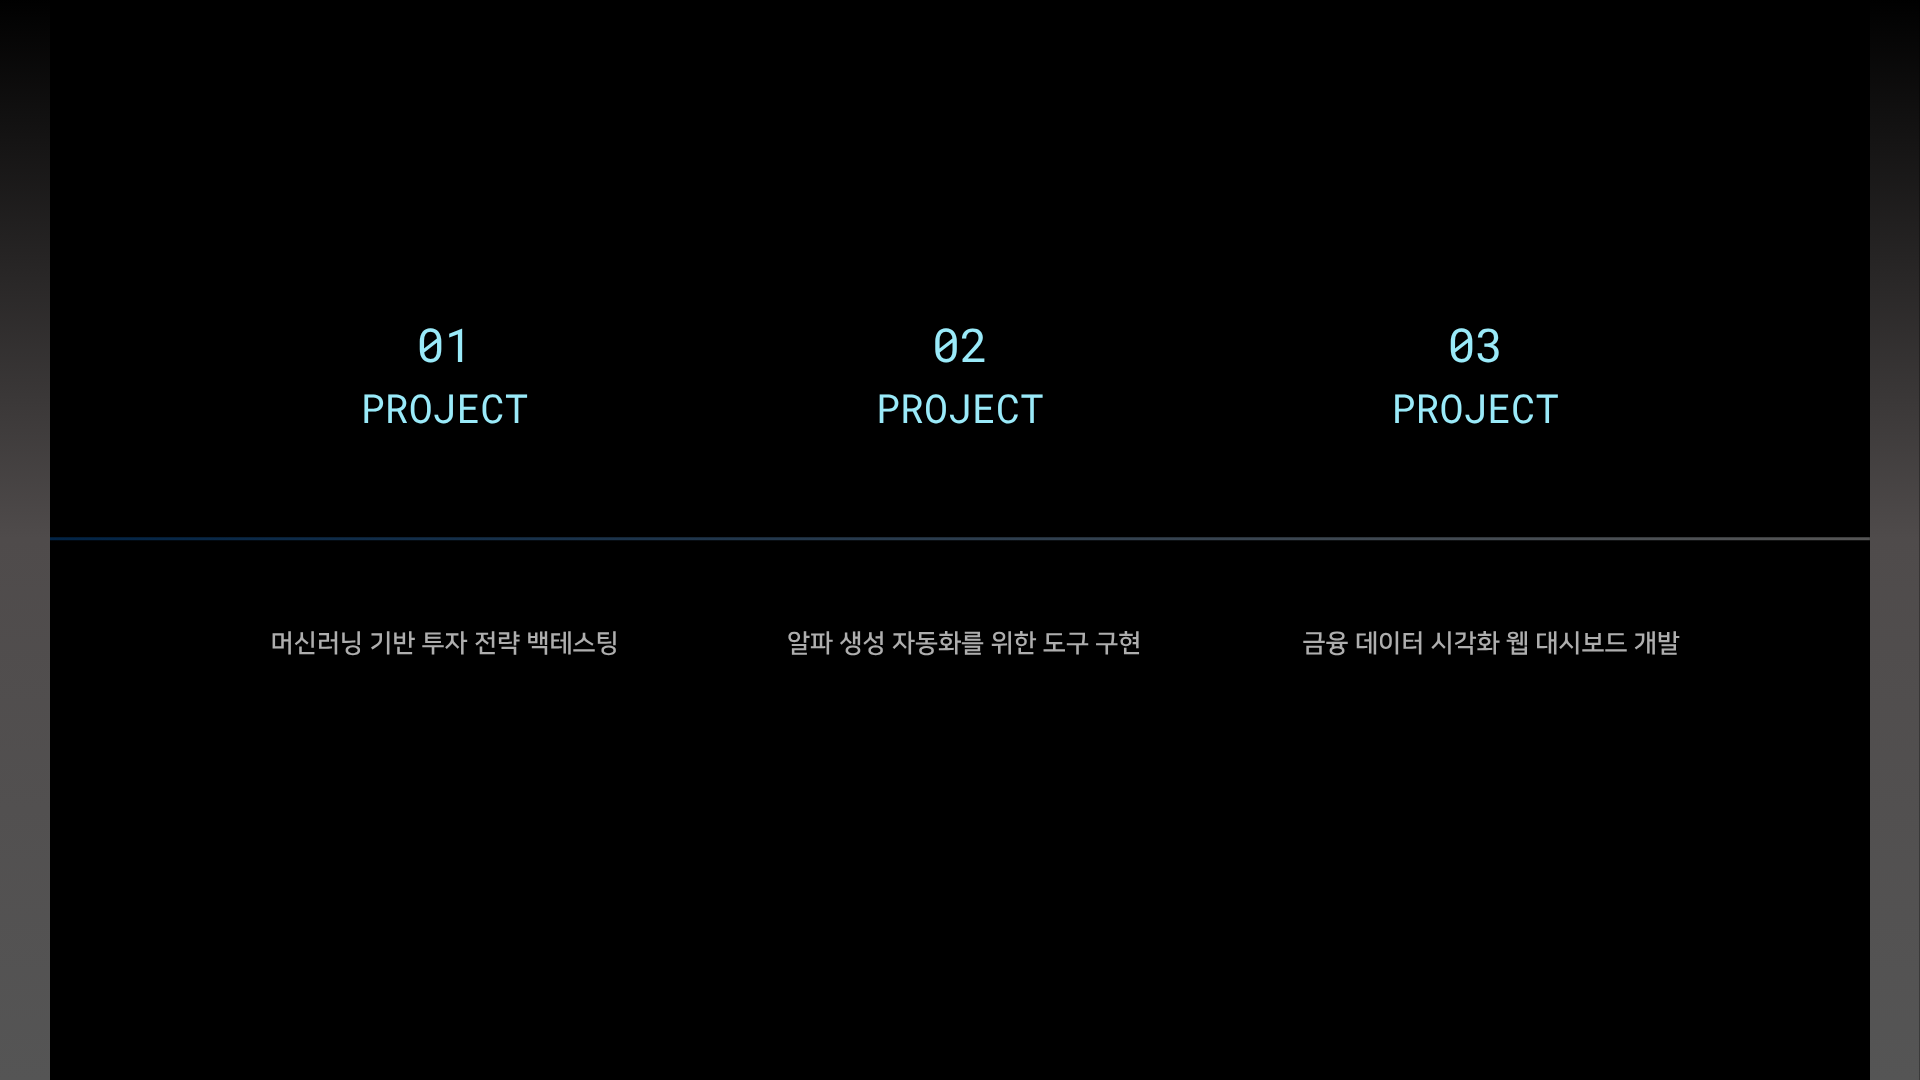 01
PROJECT
02
PROJECT
03
PROJECT
머신러닝 기반 투자 전략 백테스팅
알파 생성 자동화를 위한 도구 구현
금융 데이터 시각화 웹 대시보드 개발